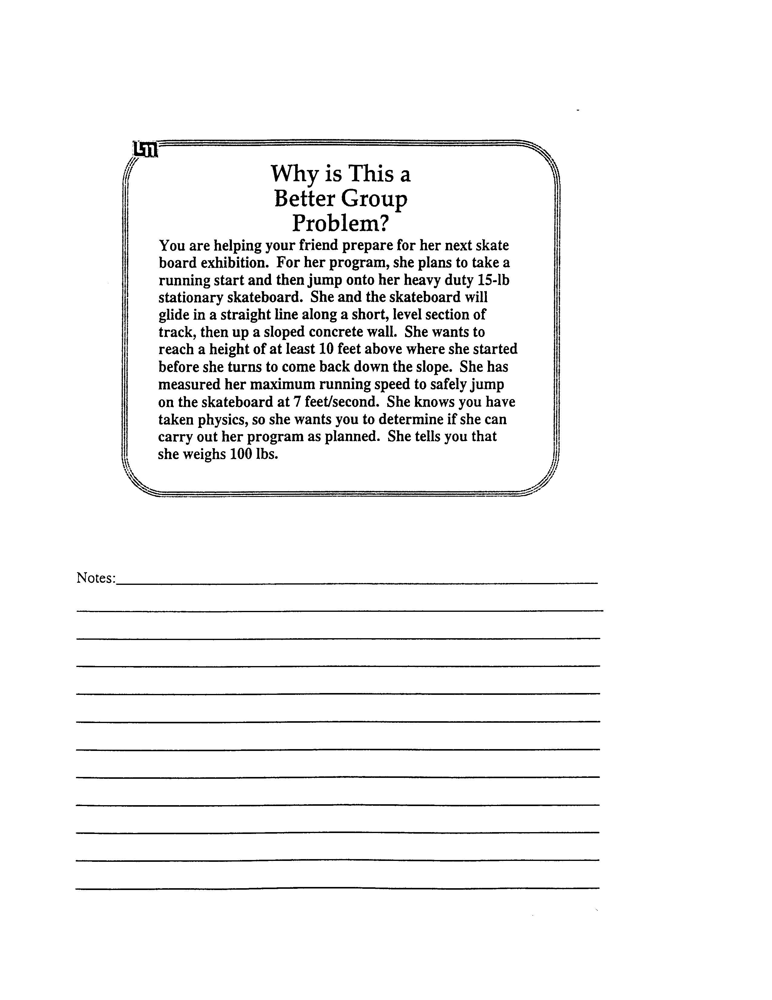 Why is This a
Better Group
Problem?
You are helping your friend prepare for her next skate
board exhibition. For her program, she plans to take a
running start and then jump onto her heavy duty 15-lb
stationary skateboard. She and the skateboard will
glide in a straight line along a short, level section of
track, then up a sloped concrete wall. She wants to
reach a height of at least 10 feet above where she started
before she turns to come back down the slope. She has
measured her maximum running speed to safely jump
on the skateboard at 7 feet/second. She knows you have
taken physics, so she wants you to determine if she can
carry out her program as planned. She tells you that
she weighs 100 lbs.
Notes: